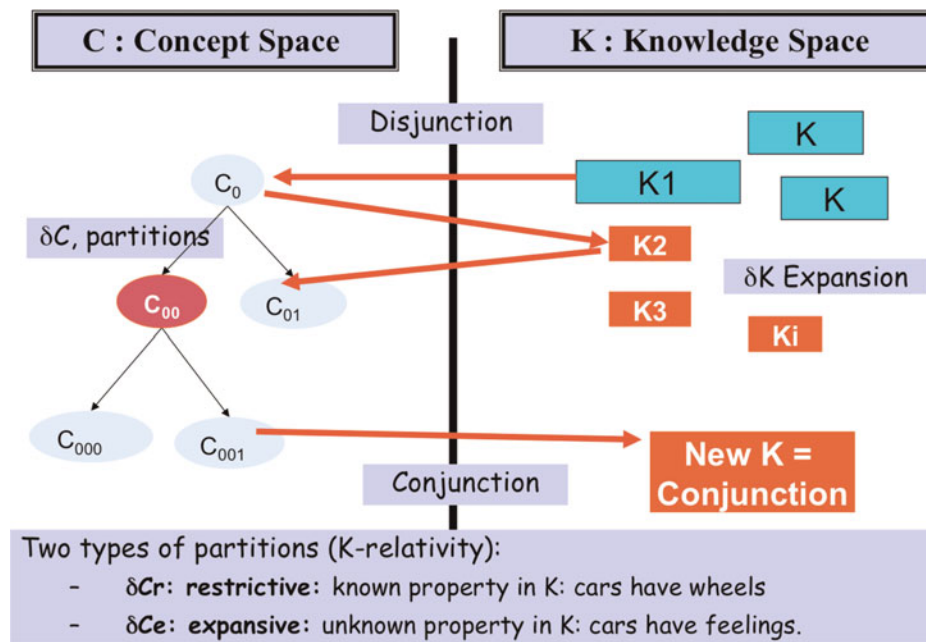 C : Concept Space
K : Knowledge Space
Disjunction
K
K1
K
C₀
δC, partitions
K2
δK Expansion
C₀₀
C₀₁
K3
Ki
C₀₀₀
C₀₀₁
New K =
Conjunction
Conjunction
Two types of partitions (K-relativity):
- δCr: restrictive: known property in K: cars have wheels
- δCe: expansive: unknown property in K: cars have feelings.